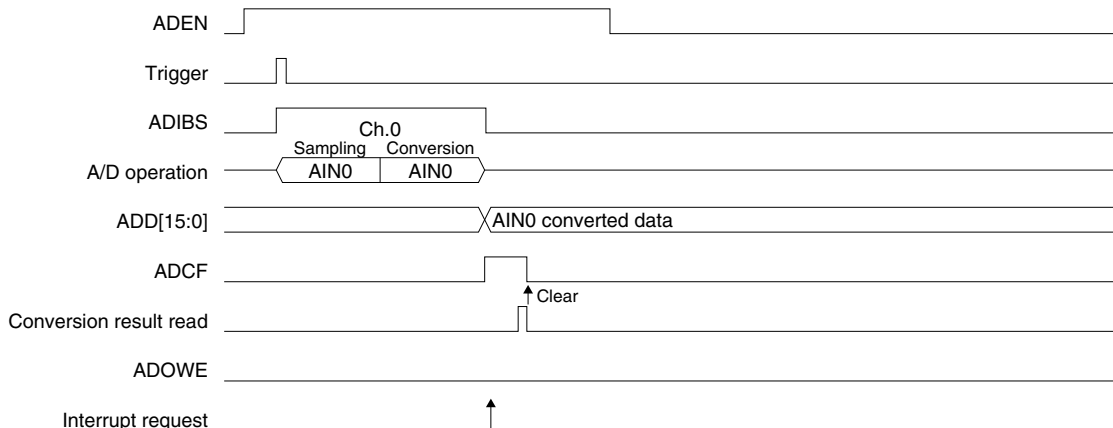 ADEN
Trigger
ADIBS
Ch.0
Sampling Conversion
A/D operation AIN0 AIN0
ADD[15:0] AIN0 converted data
ADCF
Clear
Conversion result read
ADOWE
Interrupt request